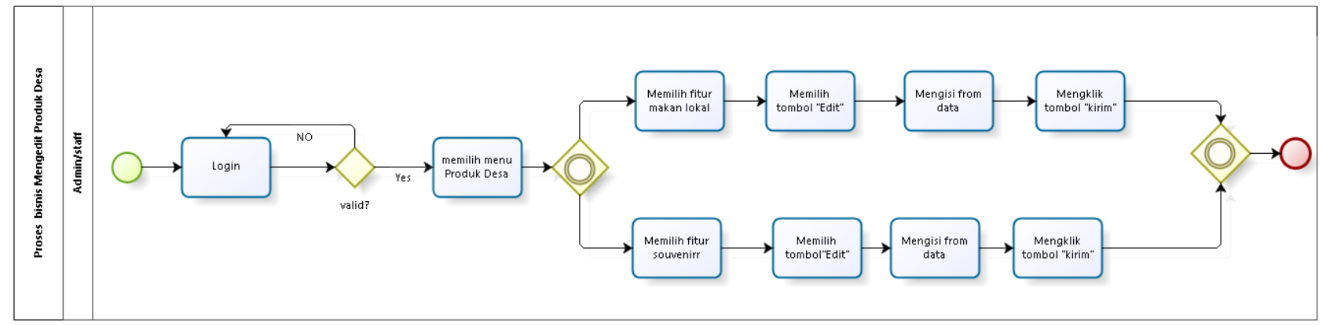 Proses bisnis Mengedit Produk Desa
Admin/staff
Login
NO
valid?
Yes
memilih menu
Produk Desa
Memilih fitur
makan lokal
Memilih
tombol "Edit"
Mengisi from
data
Mengklik
tombol "kirim"
Memilih fitur
souvenirr
Memilih
tombol"Edit"
Mengisi from
data
Mengklik
tombol "kirim"